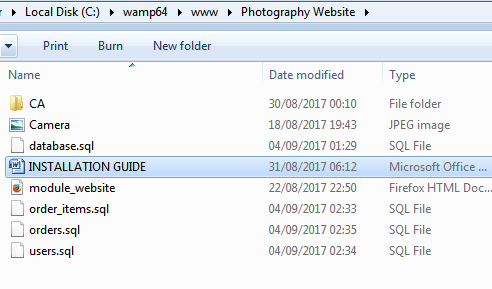 r ▸ Local Disk (C:) ▸ wamp64 ▸ www ▸ Photography Website ▸
Print Burn New folder
Name Date modified Type
CA 30/08/2017 00:10 File folder
Camera 18/08/2017 19:43 JPEG image
database.sql 04/09/2017 01:29 SQL File
INSTALLATION GUIDE 31/08/2017 06:12 Microsoft Office ...
module_website 22/08/2017 22:50 Firefox HTML Doc...
order_items.sql 04/09/2017 02:33 SQL File
orders.sql 04/09/2017 02:35 SQL File
users.sql 04/09/2017 02:34 SQL File